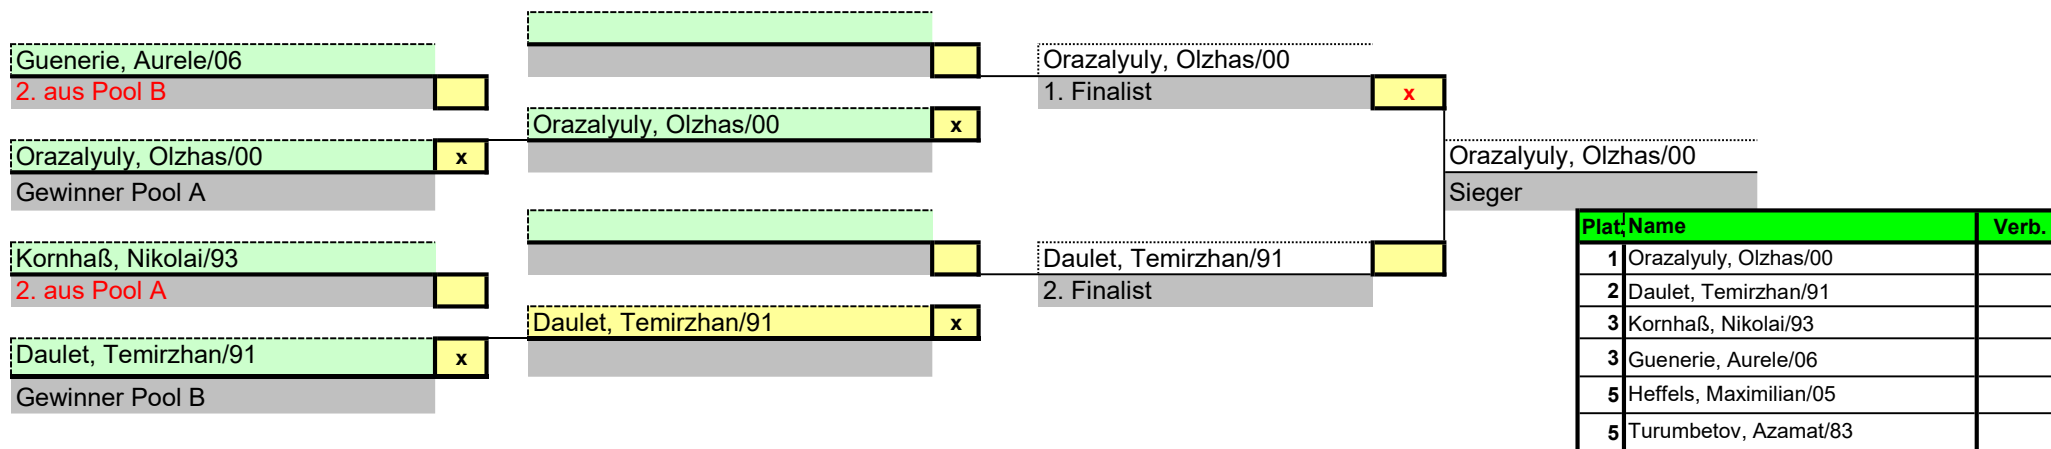 Guenerie, Aurele/06
2. aus Pool B
Orazalyuly, Olzhas/00 x
Gewinner Pool A
Kornhaß, Nikolai/93
2. aus Pool A
Daulet, Temirzhan/91 x
Gewinner Pool B
Orazalyuly, Olzhas/00 x
Daulet, Temirzhan/91 x
Orazalyuly, Olzhas/00
1. Finalist x
Daulet, Temirzhan/91
2. Finalist
Orazalyuly, Olzhas/00
Sieger
Platz Name Verb.
1 Orazalyuly, Olzhas/00
2 Daulet, Temirzhan/91
3 Kornhaß, Nikolai/93
3 Guenerie, Aurele/06
5 Heffels, Maximilian/05
5 Turumbetov, Azamat/83